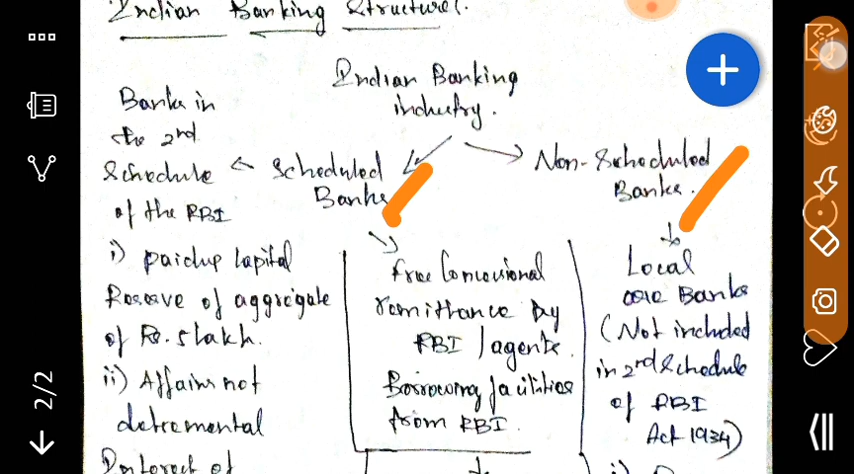 Indian Banking Structure.
Indian Banking
industry.
Banks in
the 2nd
Schedule
of the RBI
Scheduled
Banks
Non-Scheduled
Banks.
i) paidup Capital
Reserve of aggregate
of Rs. 5 lakh.
ii) Affairs not
detremental
Interest of
Free Concessional
remittance by
RBI / agents.
Borrowing facilities
from RBI.
Local
area Banks
(Not included
in 2nd Schedule
of RBI
Act 1934)
2/2